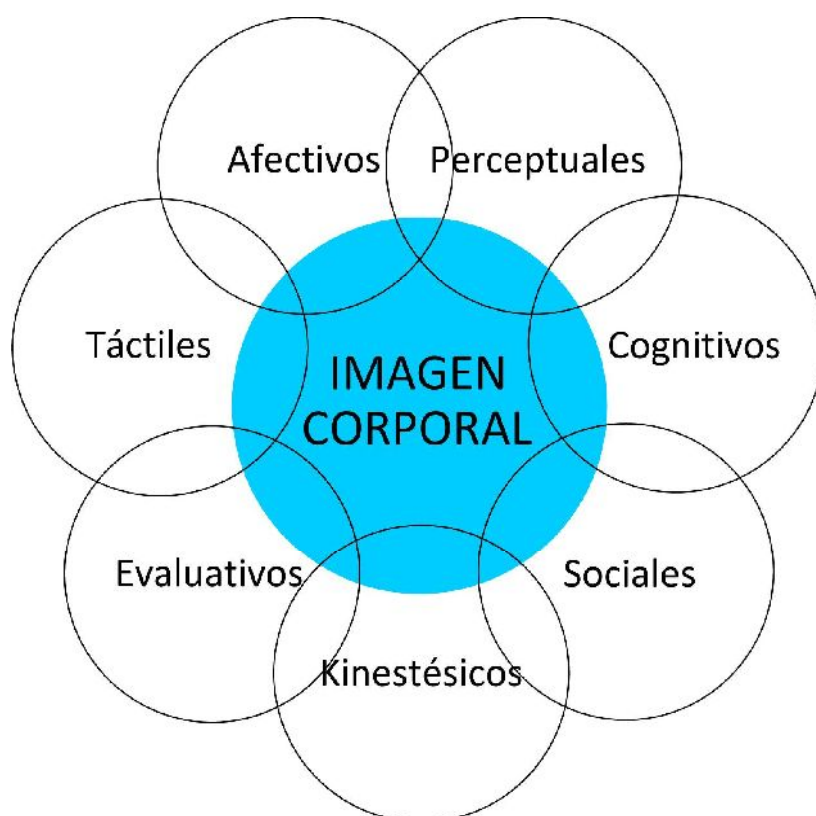 Afectivos
Perceptuales
Táctiles
IMAGEN
CORPORAL
Cognitivos
Evaluativos
Sociales
Kinestésicos